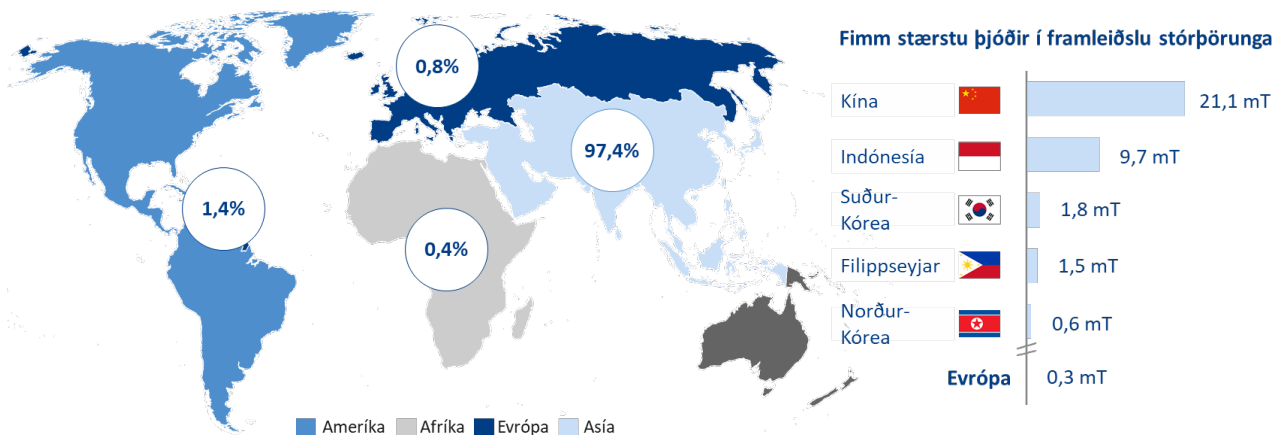 0,8%
97,4%
1,4%
0,4%
Ameríka
Afríka
Evrópa
Asía
Fimm stærstu þjóðir í framleiðslu stórþörunga
Kína
21,1 mT
Indónesía
9,7 mT
Suður-
Kórea
1,8 mT
Filippseyjar
1,5 mT
Norður-
Kórea
0,6 mT
Evrópa
0,3 mT